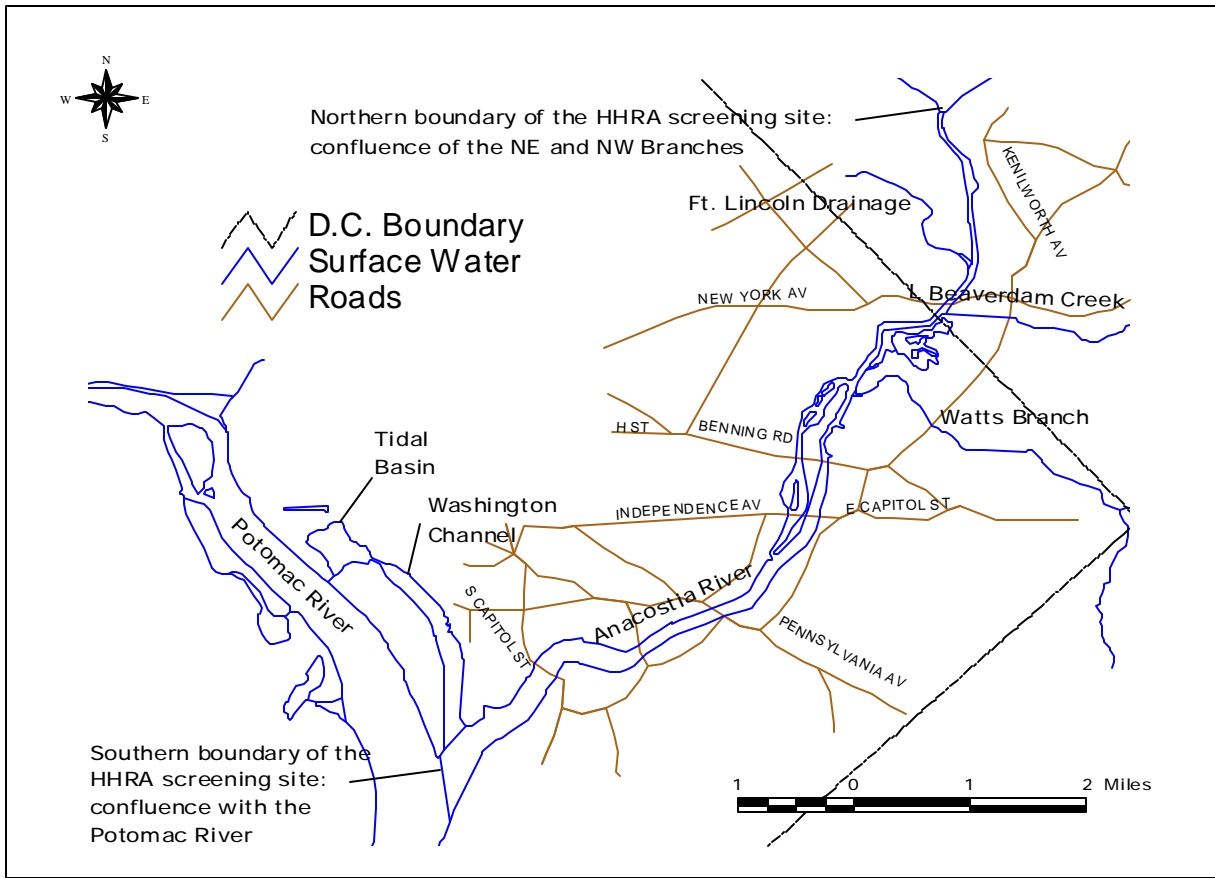 N
W E
S
Northern boundary of the HHRA screening site:
confluence of the NE and NW Branches
KENILWORTH AV
Ft. Lincoln Drainage
D.C. Boundary
Surface Water
Roads
NEW YORK AV
L Beaverdam Creek
Watts Branch
H ST
BENNING RD
Tidal
Basin
Washington
Channel
INDEPENDENCE AV
E CAPITOL ST
Potomac River
Anacostia River
S CAPITOL ST
PENNSYLVANIA AV
Southern boundary of the
HHRA screening site:
confluence with the
Potomac River
1 0 1 2 Miles